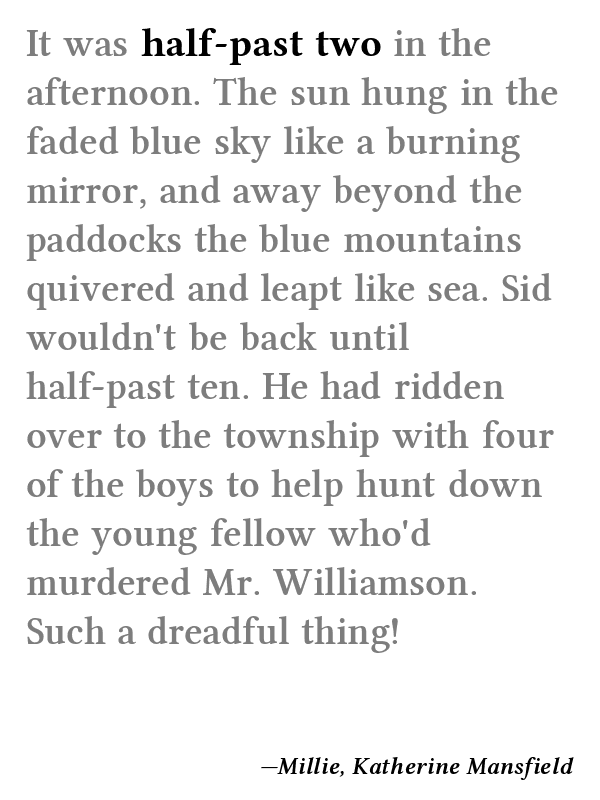 It was half-past two in the
afternoon. The sun hung in the
faded blue sky like a burning
mirror, and away beyond the
paddocks the blue mountains
quivered and leapt like sea. Sid
wouldn't be back until
half-past ten. He had ridden
over to the township with four
of the boys to help hunt down
the young fellow who'd
murdered Mr. Williamson.
Such a dreadful thing!
—Millie, Katherine Mansfield